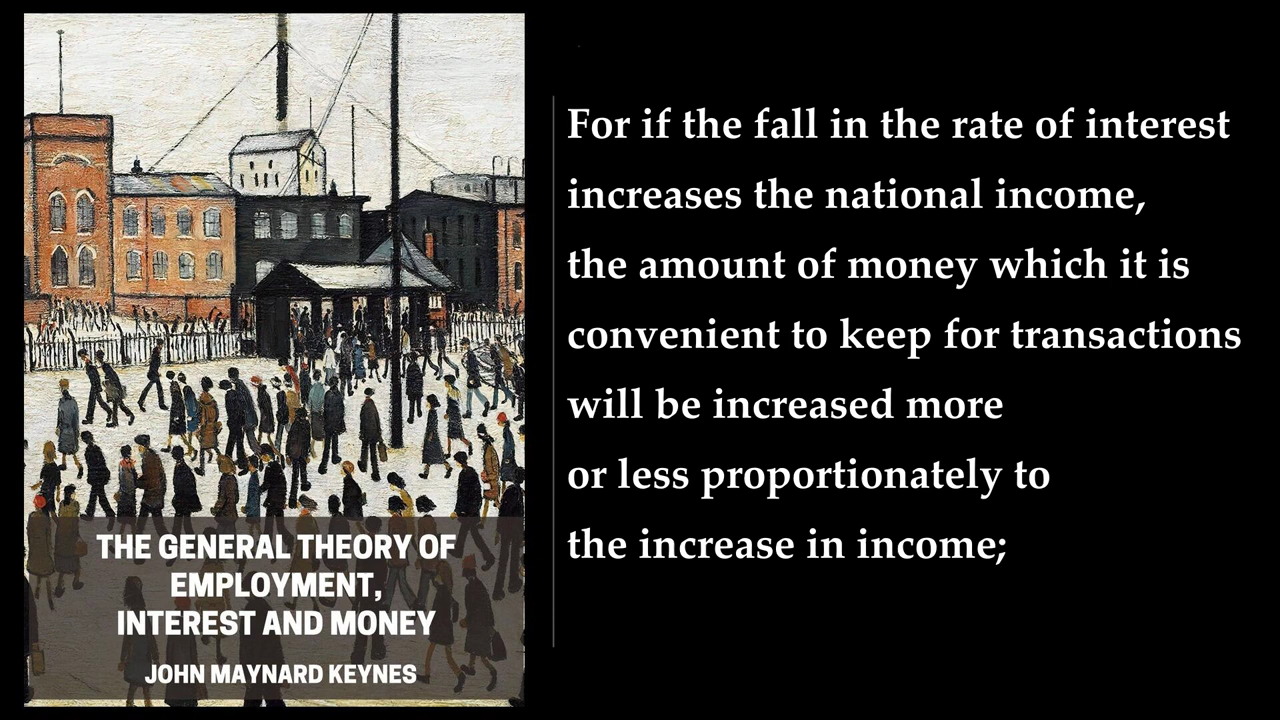 THE GENERAL THEORY OF
EMPLOYMENT,
INTEREST AND MONEY
JOHN MAYNARD KEYNES
For if the fall in the rate of interest
increases the national income,
the amount of money which it is
convenient to keep for transactions
will be increased more
or less proportionately to
the increase in income;